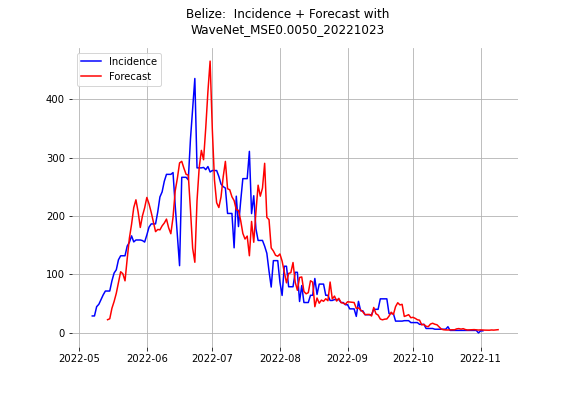 Belize:  Incidence + Forecast with
WaveNet_MSE0.0050_20221023
Incidence
Forecast
400
300
200
100
0
2022-05 2022-06 2022-07 2022-08 2022-09 2022-10 2022-11